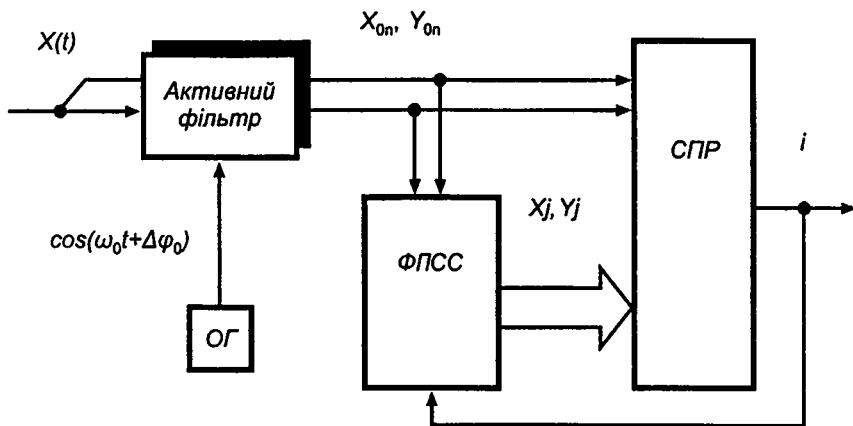 X(t)
X₀ₙ, Y₀ₙ
Активний
фільтр
СПР
i
Xj, Yj
cos(ω₀t+Δφ₀)
ФПСС
ОГ